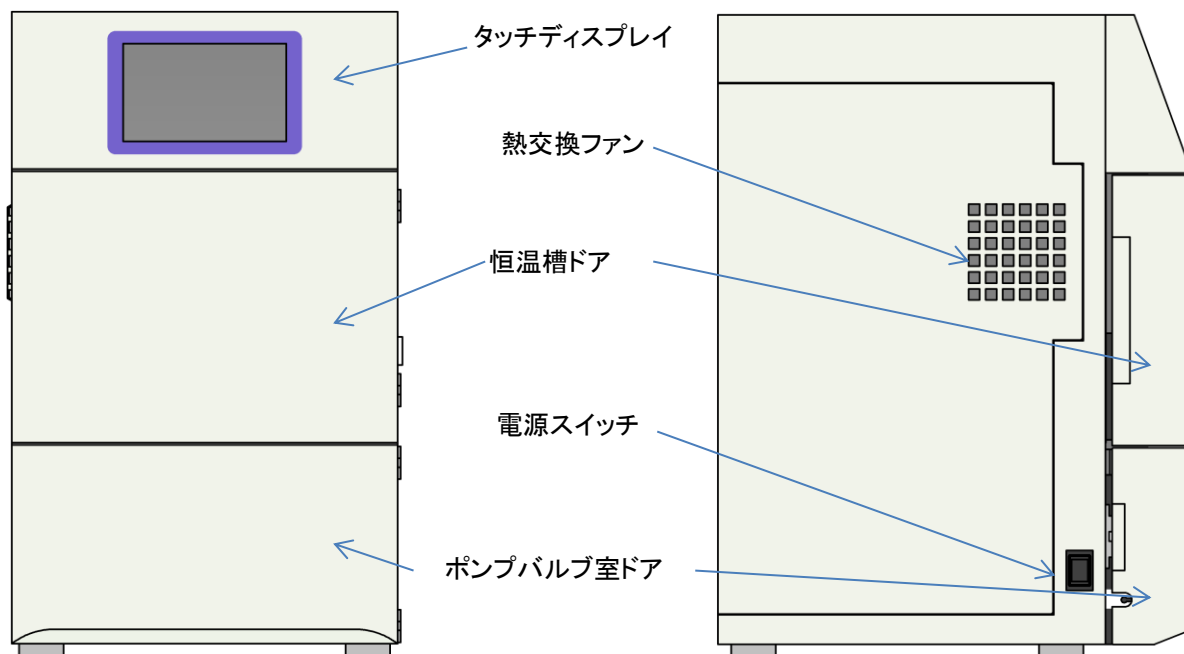 タッチディスプレイ
熱交換ファン
恒温槽ドア
電源スイッチ
ポンプバルブ室ドア